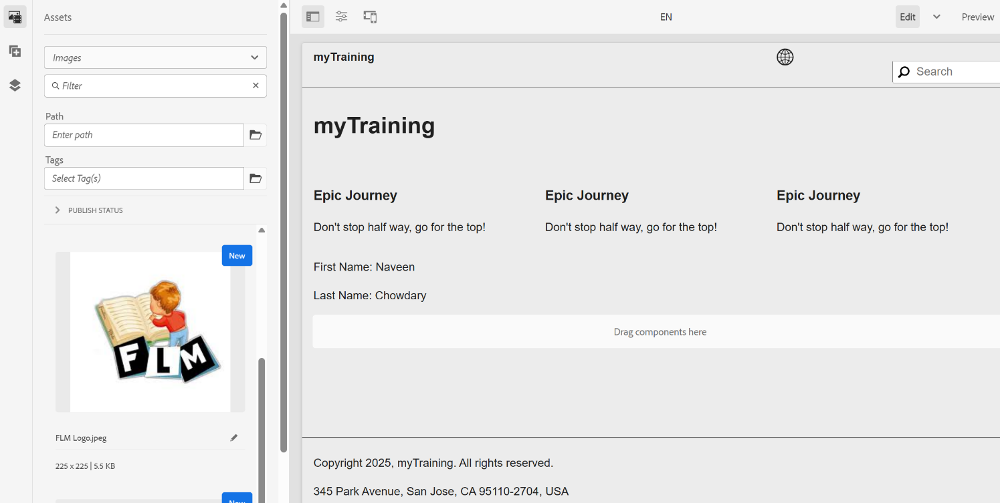 Assets
Images
Filter
Path
Enter path
Tags
Select Tag(s)
PUBLISH STATUS
New
FLM
FLM Logo.jpeg
225 x 225 | 5.5 KB
New
EN
Edit
Preview
myTraining
Search
myTraining
Epic Journey Epic Journey Epic Journey
Don't stop half way, go for the top! Don't stop half way, go for the top! Don't stop half way, go for the top!
First Name: Naveen
Last Name: Chowdary
Drag components here
Copyright 2025, myTraining. All rights reserved.
345 Park Avenue, San Jose, CA 95110-2704, USA